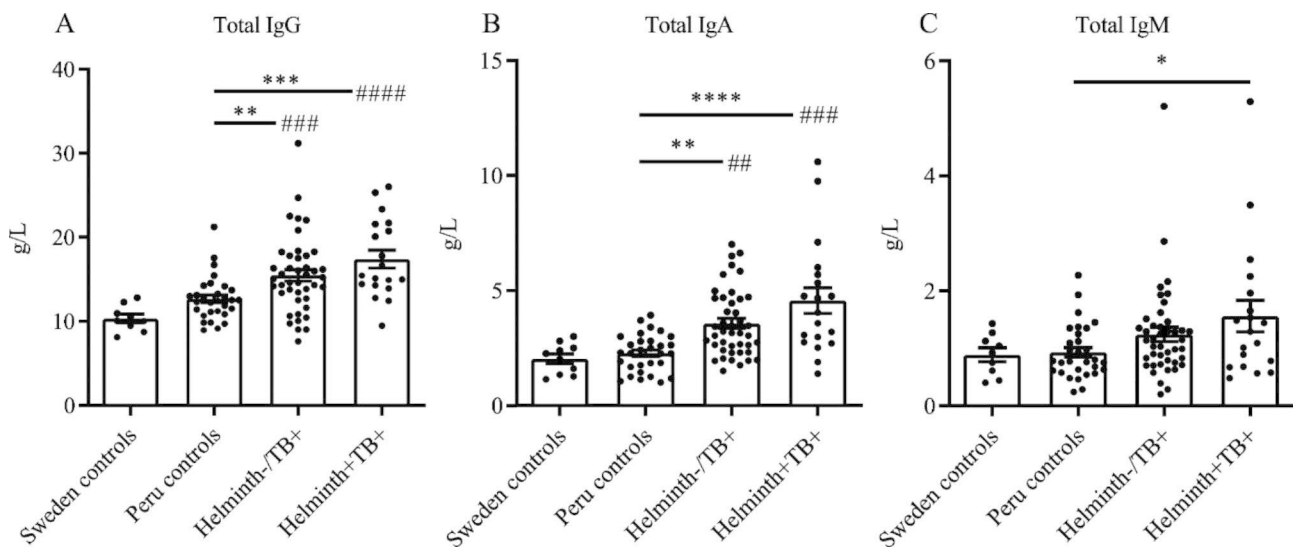 A
Total IgG
g/L
40
30
20
10
0
***
####
**
###
Sweden controls
Peru controls
Helminth-/TB+
Helminth+TB+
B
Total IgA
g/L
15
10
5
0
****
###
**
##
Sweden controls
Peru controls
Helminth-/TB+
Helminth+TB+
C
Total IgM
g/L
6
4
2
0
*
Sweden controls
Peru controls
Helminth-/TB+
Helminth+TB+